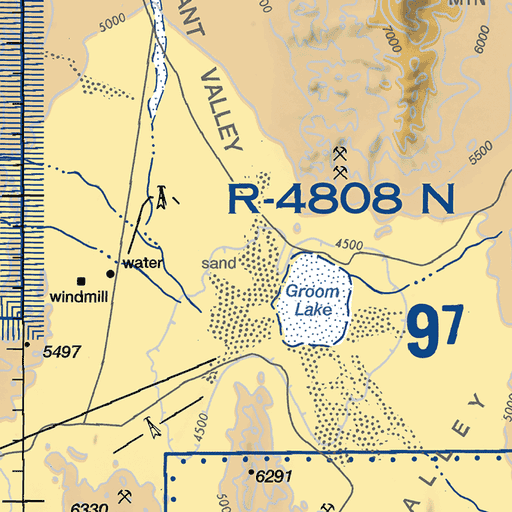 5000
ANT
VALLEY
7000
6000
MTN
5500
R-4808 N
4500
water
sand
windmill
Groom
Lake
97
5497
4500
6291
6330
VALLEY